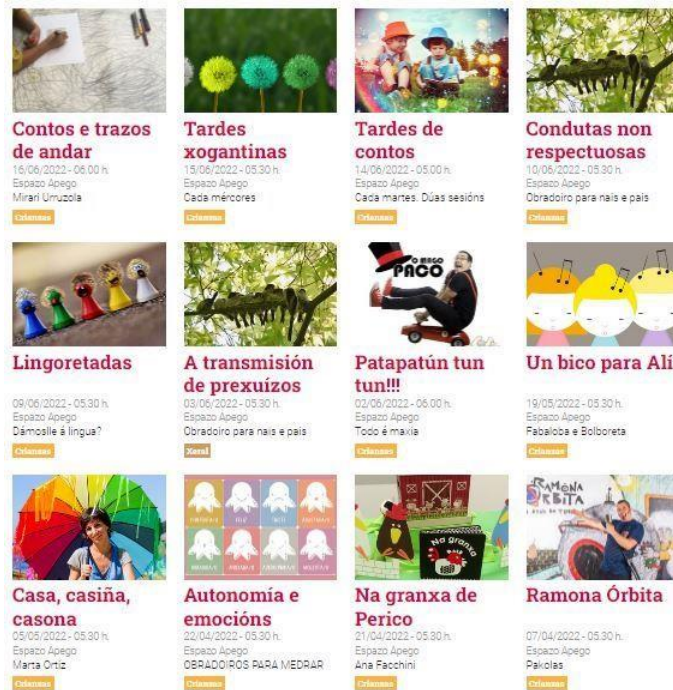 Contos e trazos
de andar
16/06/2022 - 06.00 h.
Espazo Apego
Mirari Urruzola
Crianzas
Tardes
xogantinas
15/06/2022 - 05.30 h.
Espazo Apego
Cada mércores
Crianzas
Tardes de
contos
14/06/2022 - 05.00 h.
Espazo Apego
Cada martes. Dúas sesións
Crianzas
Condutas non
respectuosas
10/06/2022 - 05.30 h.
Espazo Apego
Obradoiro para nais e pais
Crianzas
Lingoretadas
09/06/2022 - 05.30 h.
Espazo Apego
Dámoslle á lingua?
Crianzas
A transmisión
de prexuízos
03/06/2022 - 05.30 h.
Espazo Apego
Obradoiro para nais e pais
Xeral
O MAGO
PACO
Patapatún tun
tun!!!
02/06/2022 - 06.00 h.
Espazo Apego
Todo é maxia
Crianzas
Un bico para Alí
19/05/2022 - 05.30 h.
Espazo Apego
Fabaloba e Bolboreta
Crianzas
Casa, casiña,
casona
05/05/2022 - 05.30 h.
Espazo Apego
Marta Ortiz
Crianzas
FELIZ
TRISTE
Autonomía e
emocións
22/04/2022 - 05.30 h.
Espazo Apego
OBRADOIROS PARA MEDRAR
Crianzas
Na granxa
Na granxa de
Perico
21/04/2022 - 05.30 h.
Espazo Apego
Ana Facchini
Crianzas
RAMONA
ÓRBITA
Ramona Órbita
07/04/2022 - 05.30 h.
Espazo Apego
Pakolas
Crianzas